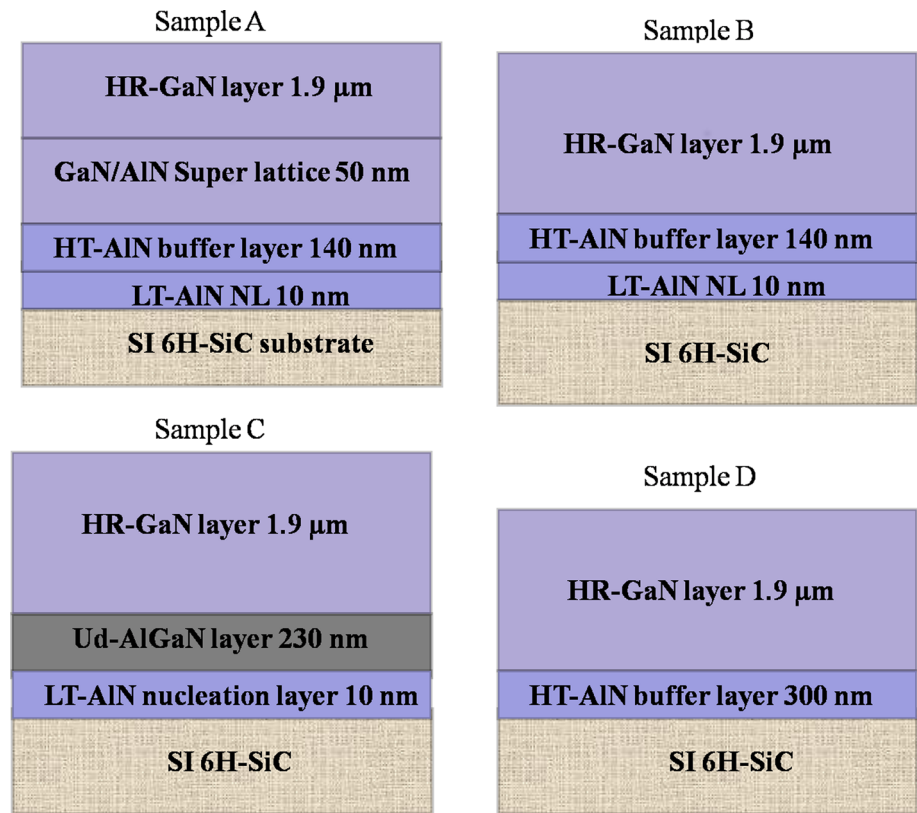 Sample A
HR-GaN layer 1.9 μm
GaN/AlN Super lattice 50 nm
HT-AlN buffer layer 140 nm
LT-AlN NL 10 nm
SI 6H-SiC substrate
Sample B
HR-GaN layer 1.9 μm
HT-AlN buffer layer 140 nm
LT-AlN NL 10 nm
SI 6H-SiC
Sample C
HR-GaN layer 1.9 μm
Ud-AlGaN layer 230 nm
LT-AlN nucleation layer 10 nm
SI 6H-SiC
Sample D
HR-GaN layer 1.9 μm
HT-AlN buffer layer 300 nm
SI 6H-SiC